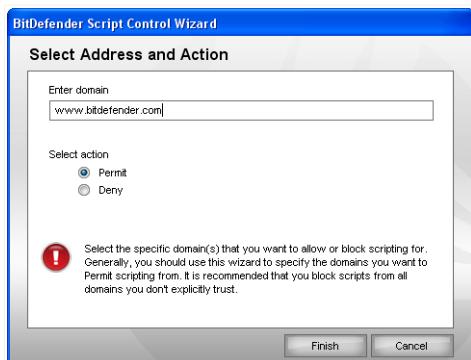 BitDefender Script Control Wizard
Select Address and Action
Enter domain
www.bitdefender.com
Select action
Permit
Deny
Select the specific domain(s) that you want to allow or block scripting for.
Generally, you should use this wizard to specify the domains you want to
Permit scripting from. It is recommended that you block scripts from all
domains you don't explicitly trust.
Finish
Cancel